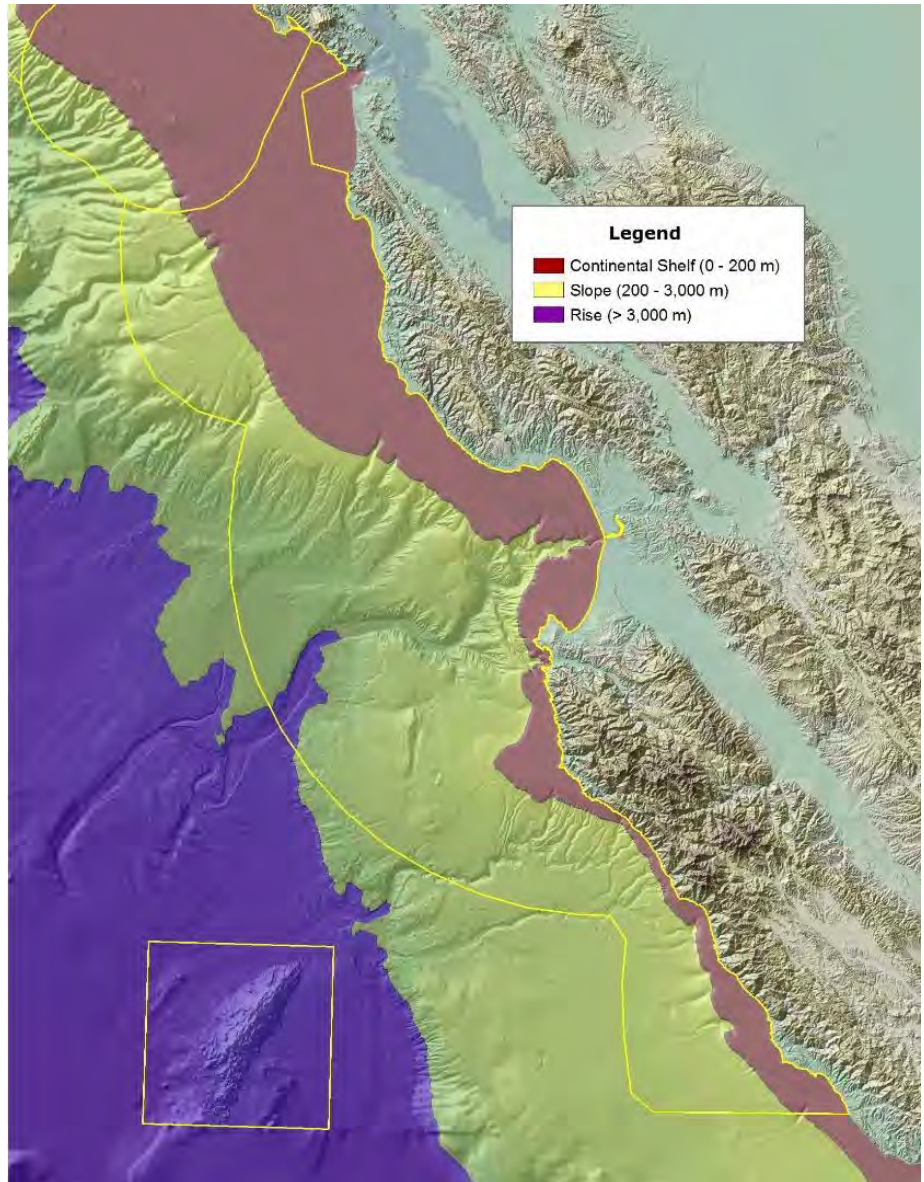 Legend
Continental Shelf (0 - 200 m)
Slope (200 - 3,000 m)
Rise (> 3,000 m)